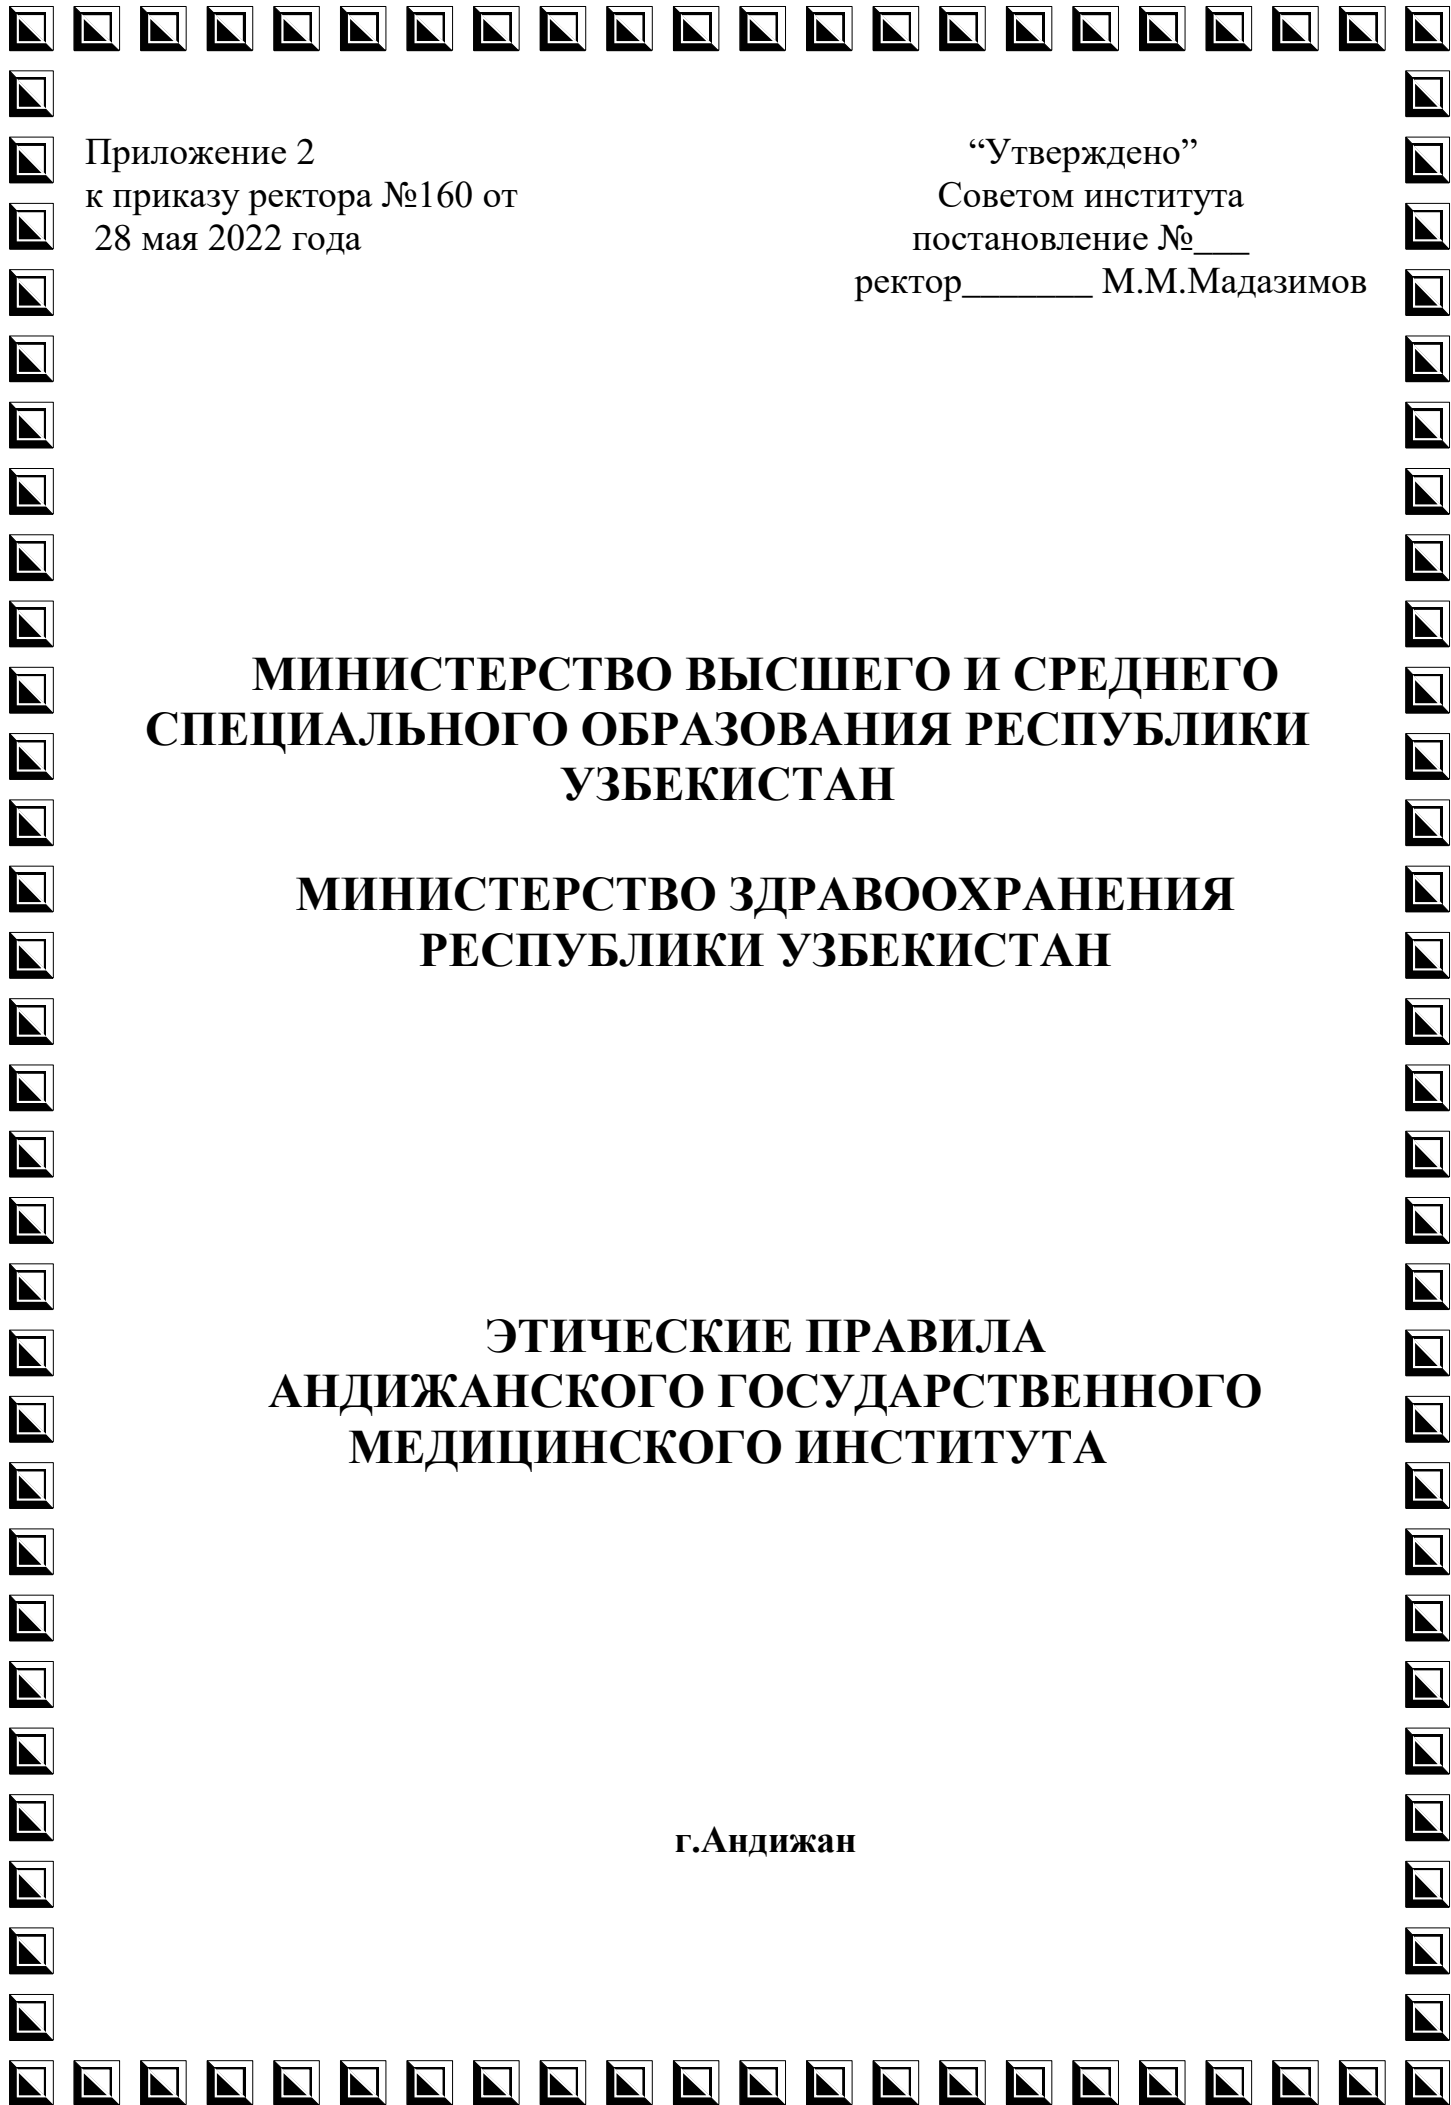 Приложение 2
к приказу ректора №160 от
28 мая 2022 года
“Утверждено”
Советом института
постановление №___
ректор_______ М.М.Мадазимов
МИНИСТЕРСТВО ВЫСШЕГО И СРЕДНЕГО
СПЕЦИАЛЬНОГО ОБРАЗОВАНИЯ РЕСПУБЛИКИ
УЗБЕКИСТАН
МИНИСТЕРСТВО ЗДРАВООХРАНЕНИЯ
РЕСПУБЛИКИ УЗБЕКИСТАН
ЭТИЧЕСКИЕ ПРАВИЛА
АНДИЖАНСКОГО ГОСУДАРСТВЕННОГО
МЕДИЦИНСКОГО ИНСТИТУТА
г.Андижан